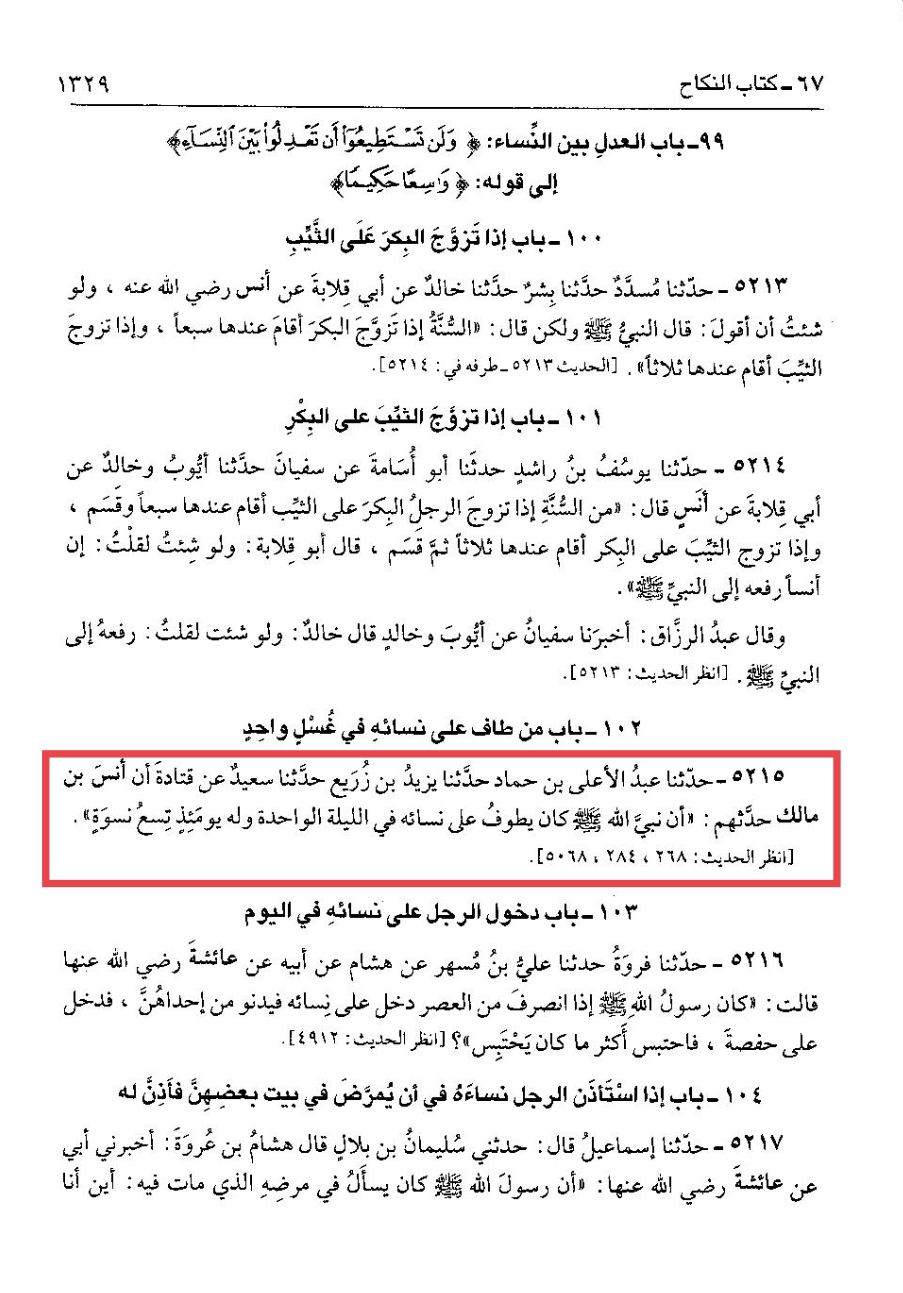 ٦٧ ـ كتاب النكاح ١٣٢٩
٩٩ـ باب العدلِ بين النِّساء: ﴿ وَلَن تَسْتَطِيعُوٓا۟ أَن تَعْدِلُوا۟ بَيْنَ ٱلنِّسَآءِ ﴾
إلى قوله: ﴿ وَاسِعًا حَكِيمًا ﴾
١٠٠ ـ باب إذا تَزوَّجَ البِكرَ عَلَى الثَّيِّبِ
٥٢١٣ ـ حدّثنا مُسدَّدٌ حدَّثنا بِشرٌ حدَّثنا خالدٌ عن أبي قِلابةَ عن أنس رضي الله عنه ، ولو
شئتُ أن أقولَ: قال النبيُّ ﷺ ولكن قال: «السُّنَّةُ إذا تَزوَّجَ البكرَ أقامَ عندها سبعاً ، وإذا تزوجَ
الثيِّبَ أقام عندها ثلاثاً». [الحديث ٥٢١٣ ـ طرفه في: ٥٢١٤].
١٠١ ـ باب إذا تزوَّجَ الثيِّبَ على البِكْرِ
٥٢١٤ ـ حدّثنا يوسُفُ بنُ راشدٍ حدثَنا أبو أُسَامةَ عن سفيانَ حدَّثنا أيُّوبُ وخالدٌ عن
أبي قِلابةَ عن أنَسٍ قال: «من السُّنَّةِ إذا تزوجَ الرجلُ البِكرَ على الثيِّب أقام عندها سبعاً وقَسَم ،
وإذا تزوج الثيِّبَ على البِكر أقام عندها ثلاثاً ثمَّ قَسَم ، قال أبو قِلابة: ولو شِئتُ لقلْتُ: إن
أنساً رفعه إلى النبيِّ ﷺ».
وقال عبدُ الرزَّاق: أخبرَنا سفيانُ عن أيُّوبَ وخالدٍ قال خالدٌ: ولو شئت لقلتُ: رفعهُ إلى
النبيِّ ﷺ. [انظر الحديث: ٥٢١٣].
١٠٢ ـ باب من طاف على نسائهِ في غُسْلٍ واحِدٍ
٥٢١٥ ـ حدّثنا عبدُ الأعلى بن حماد حدَّثنا يزيدُ بن زُرَيع حدَّثنا سعيدٌ عن قتادةَ أن أنسَ بن
مالك حدَّثهم: «أن نبيَّ الله ﷺ كان يطوفُ على نسائه في الليلة الواحدة وله يومَئِذٍ تِسعُ نسوَةٍ».
[انظر الحديث: ٢٦٨ ، ٢٨٤ ، ٥٠٦٨].
١٠٣ ـ باب دخول الرجل على نسائهِ في اليوم
٥٢١٦ ـ حدّثنا فروَةُ حدثنا عليُّ بنُ مُسهر عن هشام عن أبيه عن عائشةَ رضي الله عنها
قالت: «كان رسولُ اللهِ ﷺ إذا انصرفَ من العصر دخل على نِسائه فيدنو من إحداهُنَّ ، فدخل
على حفصةَ ، فاحتبس أكثر ما كان يَحْتَبِس»؟ [انظر الحديث: ٤٩١٢].
١٠٤ ـ باب إذا اسْتَأذَن الرجل نساءَهُ في أن يُمرَّضَ في بيت بعضهِنَّ فأذِنَّ له
٥٢١٧ ـ حدّثنا إسماعيلُ قال: حدثني سُليمانُ بن بلالٍ قال هشامُ بن عُروَةَ: أخبرني أبي
عن عائشةَ رضي الله عنها: «أن رسولَ الله ﷺ كان يسألُ في مرضِهِ الذي مات فيه: أين أنا